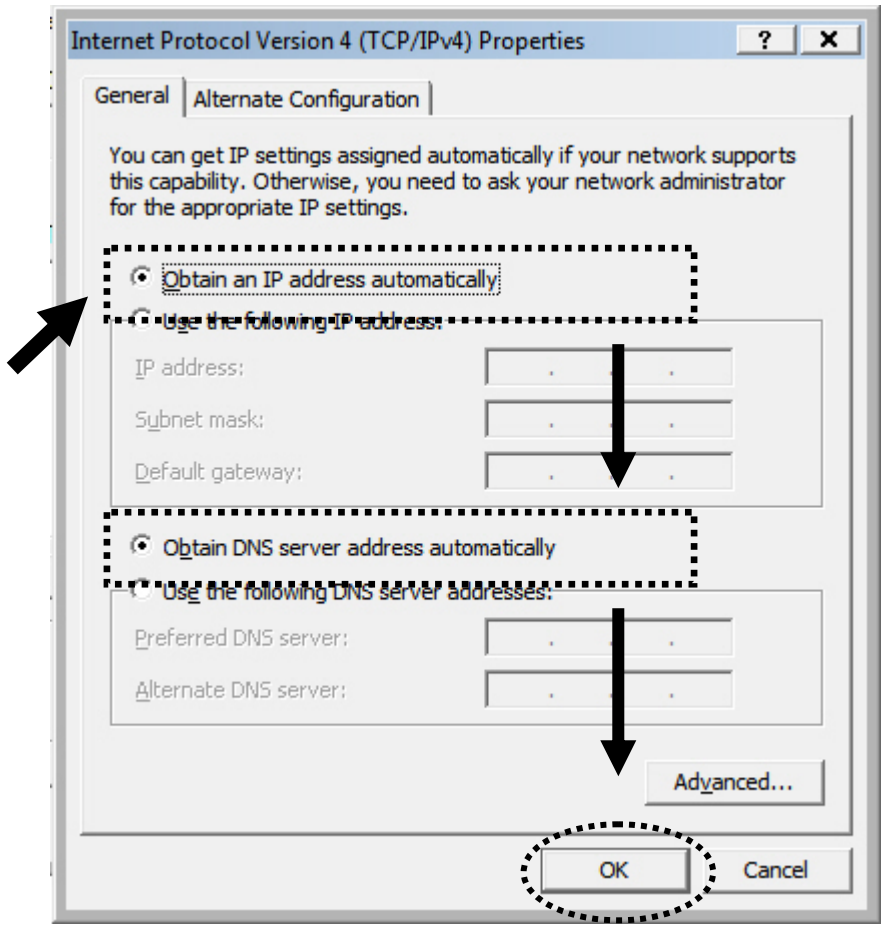 Internet Protocol Version 4 (TCP/IPv4) Properties
General
Alternate Configuration
You can get IP settings assigned automatically if your network supports
this capability. Otherwise, you need to ask your network administrator
for the appropriate IP settings.
Obtain an IP address automatically
Use the following IP address:
IP address:
Subnet mask:
Default gateway:
Obtain DNS server address automatically
Use the following DNS server addresses:
Preferred DNS server:
Alternate DNS server:
Advanced...
OK
Cancel